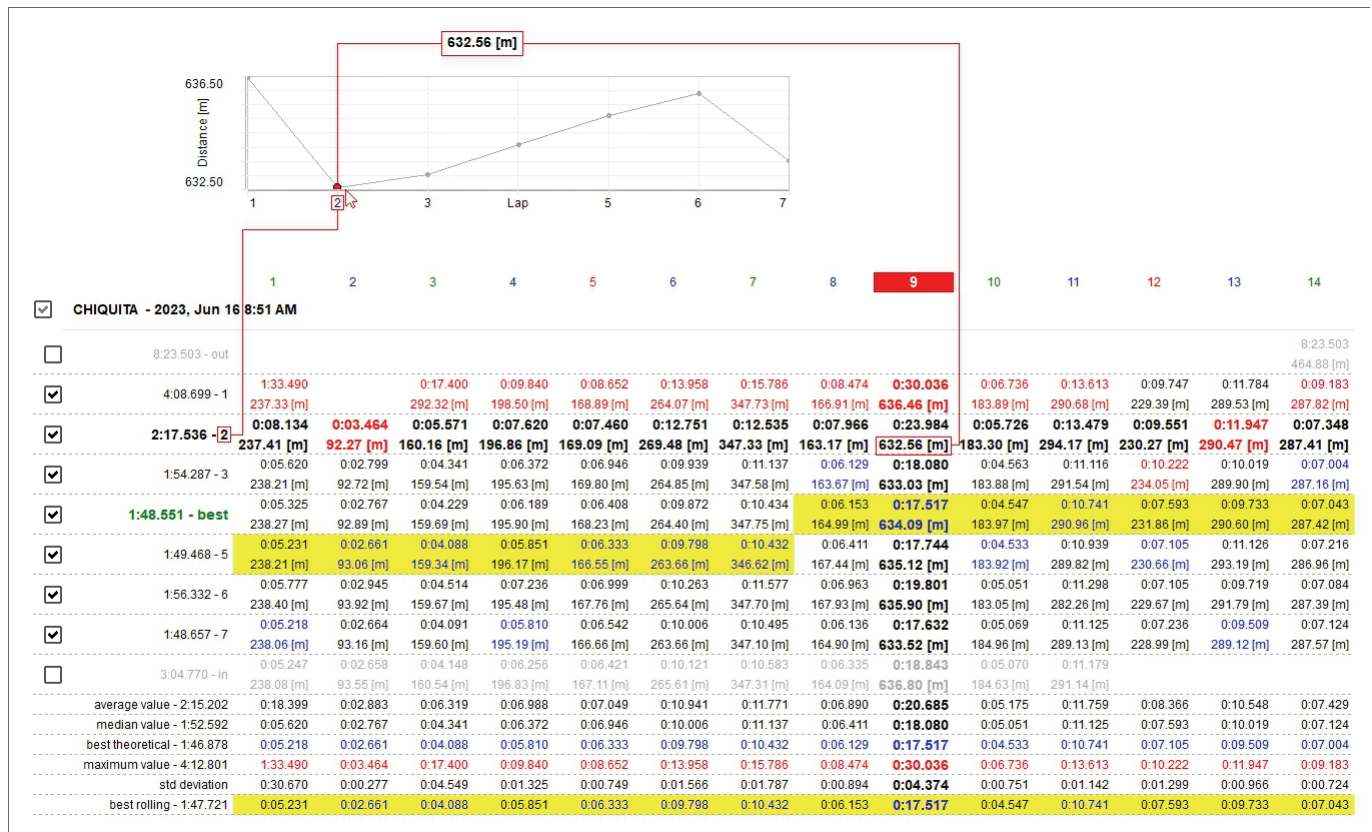 632.56 [m]
636.50
Distance [m]
632.50
1 2 3 Lap 5 6 7
1 2 3 4 5 6 7 8 9 10 11 12 13 14
CHIQUITA - 2023, Jun 16 8:51 AM
8:23.503
8:23.503 - out
464.88 [m]
1:33.490 0:17.400 0:09.840 0:08.652 0:13.958 0:15.786 0:08.474 0:30.036 0:06.736 0:13.613 0:09.747 0:11.784 0:09.183
4:08.699 - 1
237.33 [m] 292.32 [m] 198.50 [m] 168.89 [m] 264.07 [m] 347.73 [m] 166.91 [m] 636.46 [m] 183.89 [m] 290.68 [m] 229.39 [m] 289.53 [m] 287.82 [m]
0:08.134 0:03.464 0:05.571 0:07.620 0:07.460 0:12.751 0:12.535 0:07.966 0:23.984 0:05.726 0:13.479 0:09.551 0:11.947 0:07.348
2:17.536 - 2
237.41 [m] 92.27 [m] 160.16 [m] 196.86 [m] 169.09 [m] 269.48 [m] 347.33 [m] 163.17 [m] 632.56 [m] 183.30 [m] 294.17 [m] 230.27 [m] 290.47 [m] 287.41 [m]
0:05.620 0:02.799 0:04.341 0:06.372 0:06.946 0:09.939 0:11.137 0:06.129 0:18.080 0:04.563 0:11.116 0:10.222 0:10.019 0:07.004
1:54.287 - 3
238.21 [m] 92.72 [m] 159.54 [m] 195.63 [m] 169.80 [m] 264.85 [m] 347.58 [m] 163.67 [m] 633.03 [m] 183.88 [m] 291.54 [m] 234.05 [m] 289.90 [m] 287.16 [m]
0:05.325 0:02.767 0:04.229 0:06.189 0:06.408 0:09.872 0:10.434 0:06.153 0:17.517 0:04.547 0:10.741 0:07.593 0:09.733 0:07.043
1:48.551 - best
238.27 [m] 92.89 [m] 159.69 [m] 195.90 [m] 168.23 [m] 264.40 [m] 347.75 [m] 164.99 [m] 634.09 [m] 183.97 [m] 290.96 [m] 231.86 [m] 290.60 [m] 287.42 [m]
0:05.231 0:02.661 0:04.088 0:05.851 0:06.333 0:09.798 0:10.432 0:06.411 0:17.744 0:04.533 0:10.939 0:07.105 0:11.126 0:07.216
1:49.468 - 5
238.21 [m] 93.06 [m] 159.34 [m] 196.17 [m] 166.55 [m] 263.66 [m] 346.62 [m] 167.44 [m] 635.12 [m] 183.92 [m] 289.82 [m] 230.66 [m] 293.19 [m] 286.96 [m]
0:05.777 0:02.945 0:04.514 0:07.236 0:06.999 0:10.263 0:11.577 0:06.963 0:19.801 0:05.051 0:11.298 0:07.105 0:09.719 0:07.084
1:56.332 - 6
238.40 [m] 93.92 [m] 159.67 [m] 195.48 [m] 167.76 [m] 265.64 [m] 347.70 [m] 167.93 [m] 635.90 [m] 183.05 [m] 282.26 [m] 229.67 [m] 291.79 [m] 287.39 [m]
0:05.218 0:02.664 0:04.091 0:05.810 0:06.542 0:10.006 0:10.495 0:06.136 0:17.632 0:05.069 0:11.125 0:07.236 0:09.509 0:07.124
1:48.657 - 7
238.06 [m] 93.16 [m] 159.60 [m] 195.19 [m] 166.66 [m] 263.66 [m] 347.10 [m] 164.90 [m] 633.52 [m] 184.96 [m] 289.13 [m] 228.99 [m] 289.12 [m] 287.57 [m]
0:05.247 0:02.658 0:04.148 0:06.256 0:06.421 0:10.121 0:10.583 0:06.335 0:18.843 0:05.070 0:11.179
3:04.770 - in
238.08 [m] 93.55 [m] 160.54 [m] 196.83 [m] 167.11 [m] 265.61 [m] 347.31 [m] 164.09 [m] 636.80 [m] 184.63 [m] 291.14 [m]
average value - 2:15.202 0:18.399 0:02.883 0:06.319 0:06.988 0:07.049 0:10.941 0:11.771 0:06.890 0:20.685 0:05.175 0:11.759 0:08.366 0:10.548 0:07.429
median value - 1:52.592 0:05.620 0:02.767 0:04.341 0:06.372 0:06.946 0:10.006 0:11.137 0:06.411 0:18.080 0:05.051 0:11.125 0:07.593 0:10.019 0:07.124
best theoretical - 1:46.878 0:05.218 0:02.661 0:04.088 0:05.810 0:06.333 0:09.798 0:10.432 0:06.129 0:17.517 0:04.533 0:10.741 0:07.105 0:09.509 0:07.004
maximum value - 4:12.801 1:33.490 0:03.464 0:17.400 0:09.840 0:08.652 0:13.958 0:15.786 0:08.474 0:30.036 0:06.736 0:13.613 0:10.222 0:11.947 0:09.183
std deviation 0:30.670 0:00.277 0:04.549 0:01.325 0:00.749 0:01.566 0:01.787 0:00.894 0:04.374 0:00.751 0:01.142 0:01.299 0:00.966 0:00.724
best rolling - 1:47.721 0:05.231 0:02.661 0:04.088 0:05.851 0:06.333 0:09.798 0:10.432 0:06.153 0:17.517 0:04.547 0:10.741 0:07.593 0:09.733 0:07.043